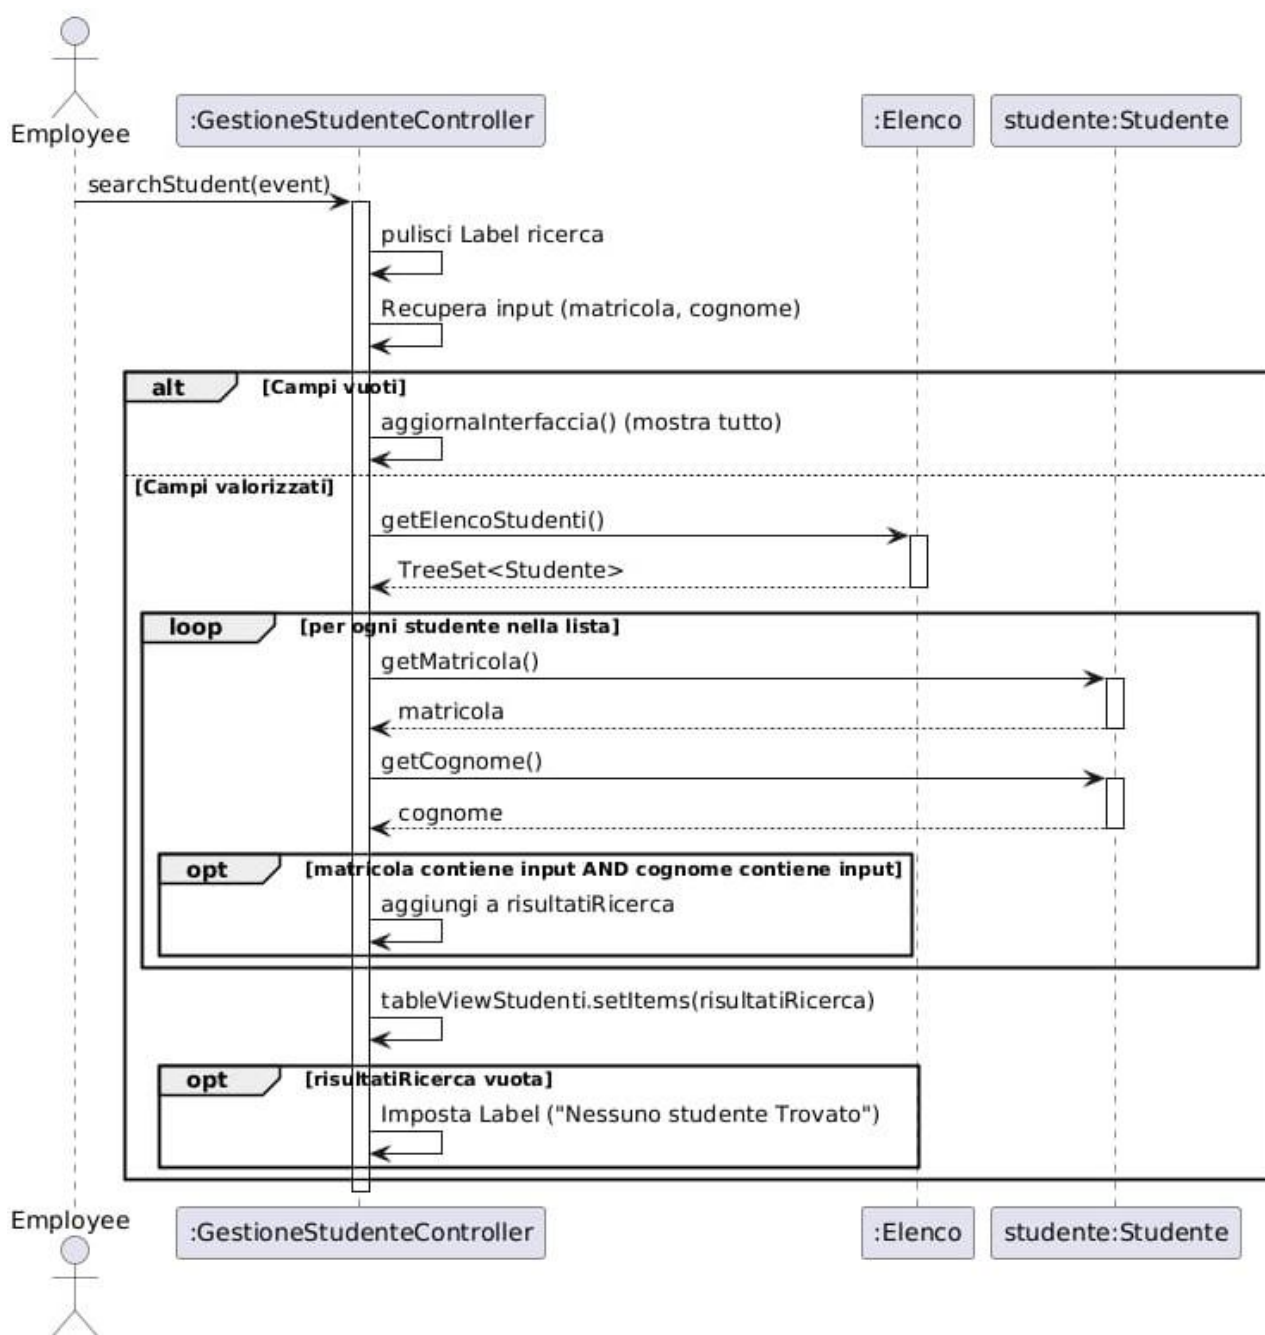 Employee
:GestioneStudenteController
:Elenco
studente:Studente
searchStudent(event)
pulisci Label ricerca
Recupera input (matricola, cognome)
alt
[Campi vuoti]
aggiornaInterfaccia() (mostra tutto)
[Campi valorizzati]
getElencoStudenti()
TreeSet<Studente>
loop
[per ogni studente nella lista]
getMatricola()
matricola
getCognome()
cognome
opt
[matricola contiene input AND cognome contiene input]
aggiungi a risultatiRicerca
tableViewStudenti.setItems(risultatiRicerca)
opt
[risultatiRicerca vuota]
Imposta Label ("Nessuno studente Trovato")
Employee
:GestioneStudenteController
:Elenco
studente:Studente